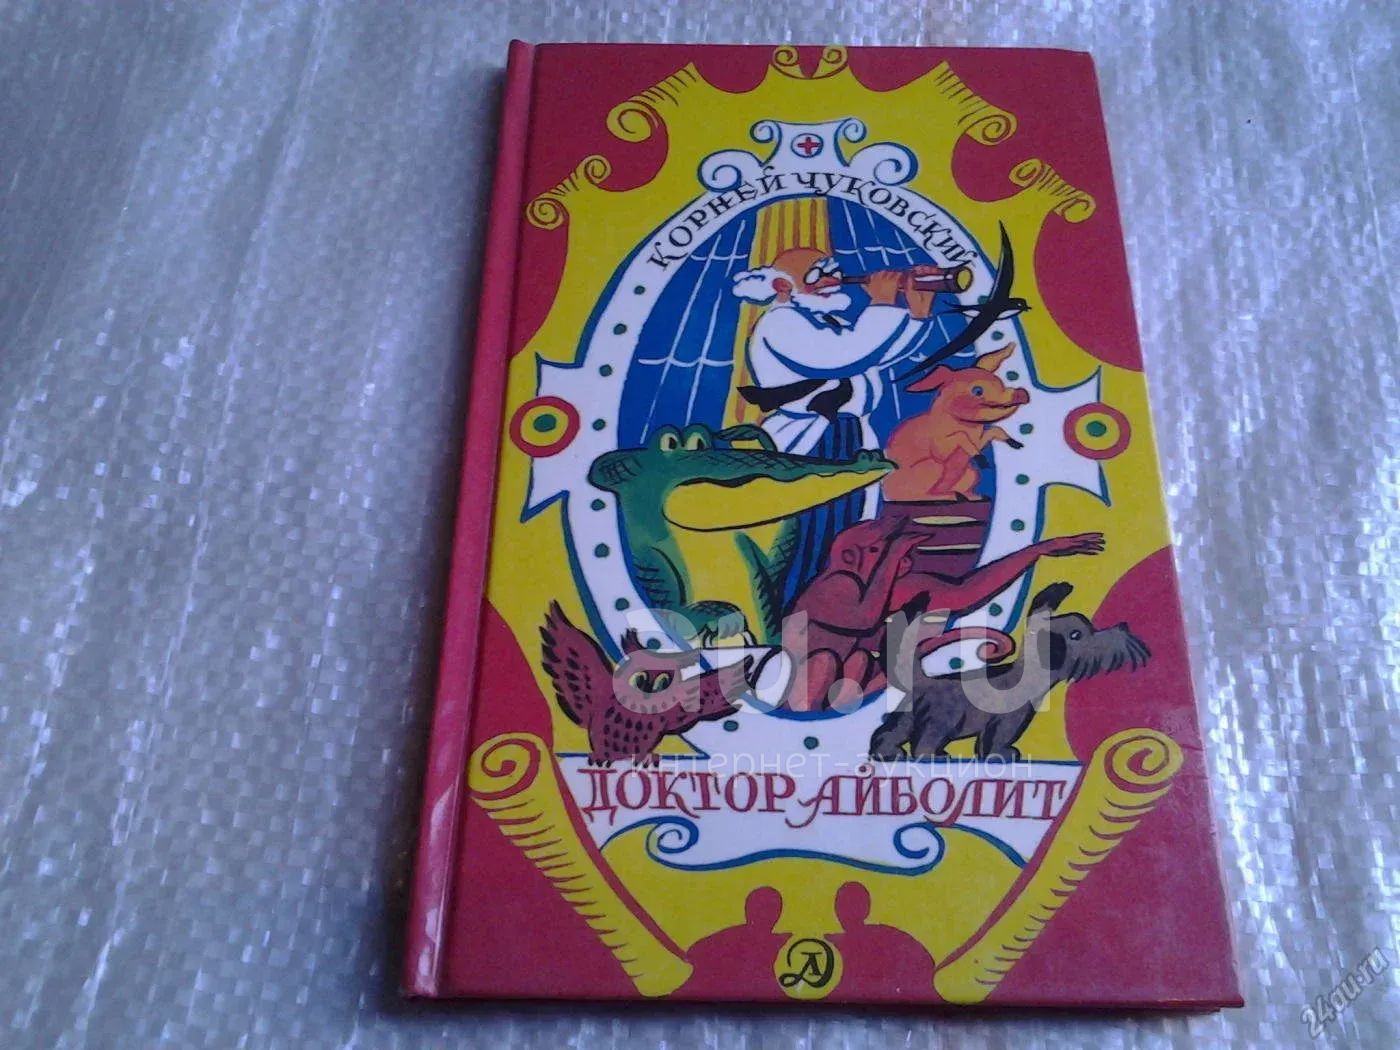 КОРНЕЙ ЧУКОВСКИЙ
au.ru
интернет-аукцион
ДОКТОР АЙБОЛИТ
Д
24au.ru